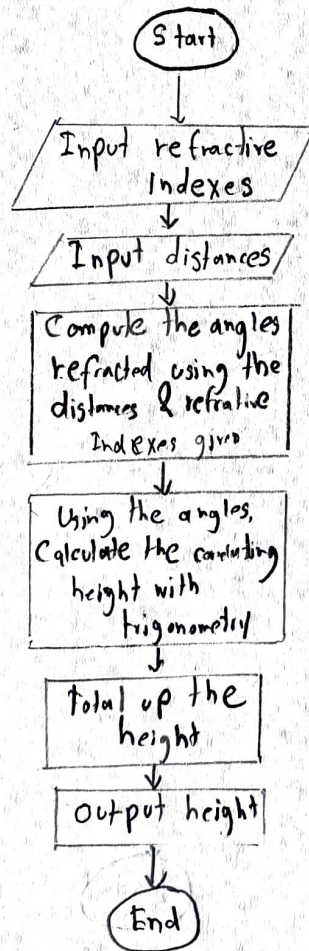 Start
Input refractive
Indexes
Input distances
Compute the angles
refracted using the
distances & refrative
Indexes given
Using the angles,
Calculate the
height with
trigonometry
Total up the
height
Output height
End